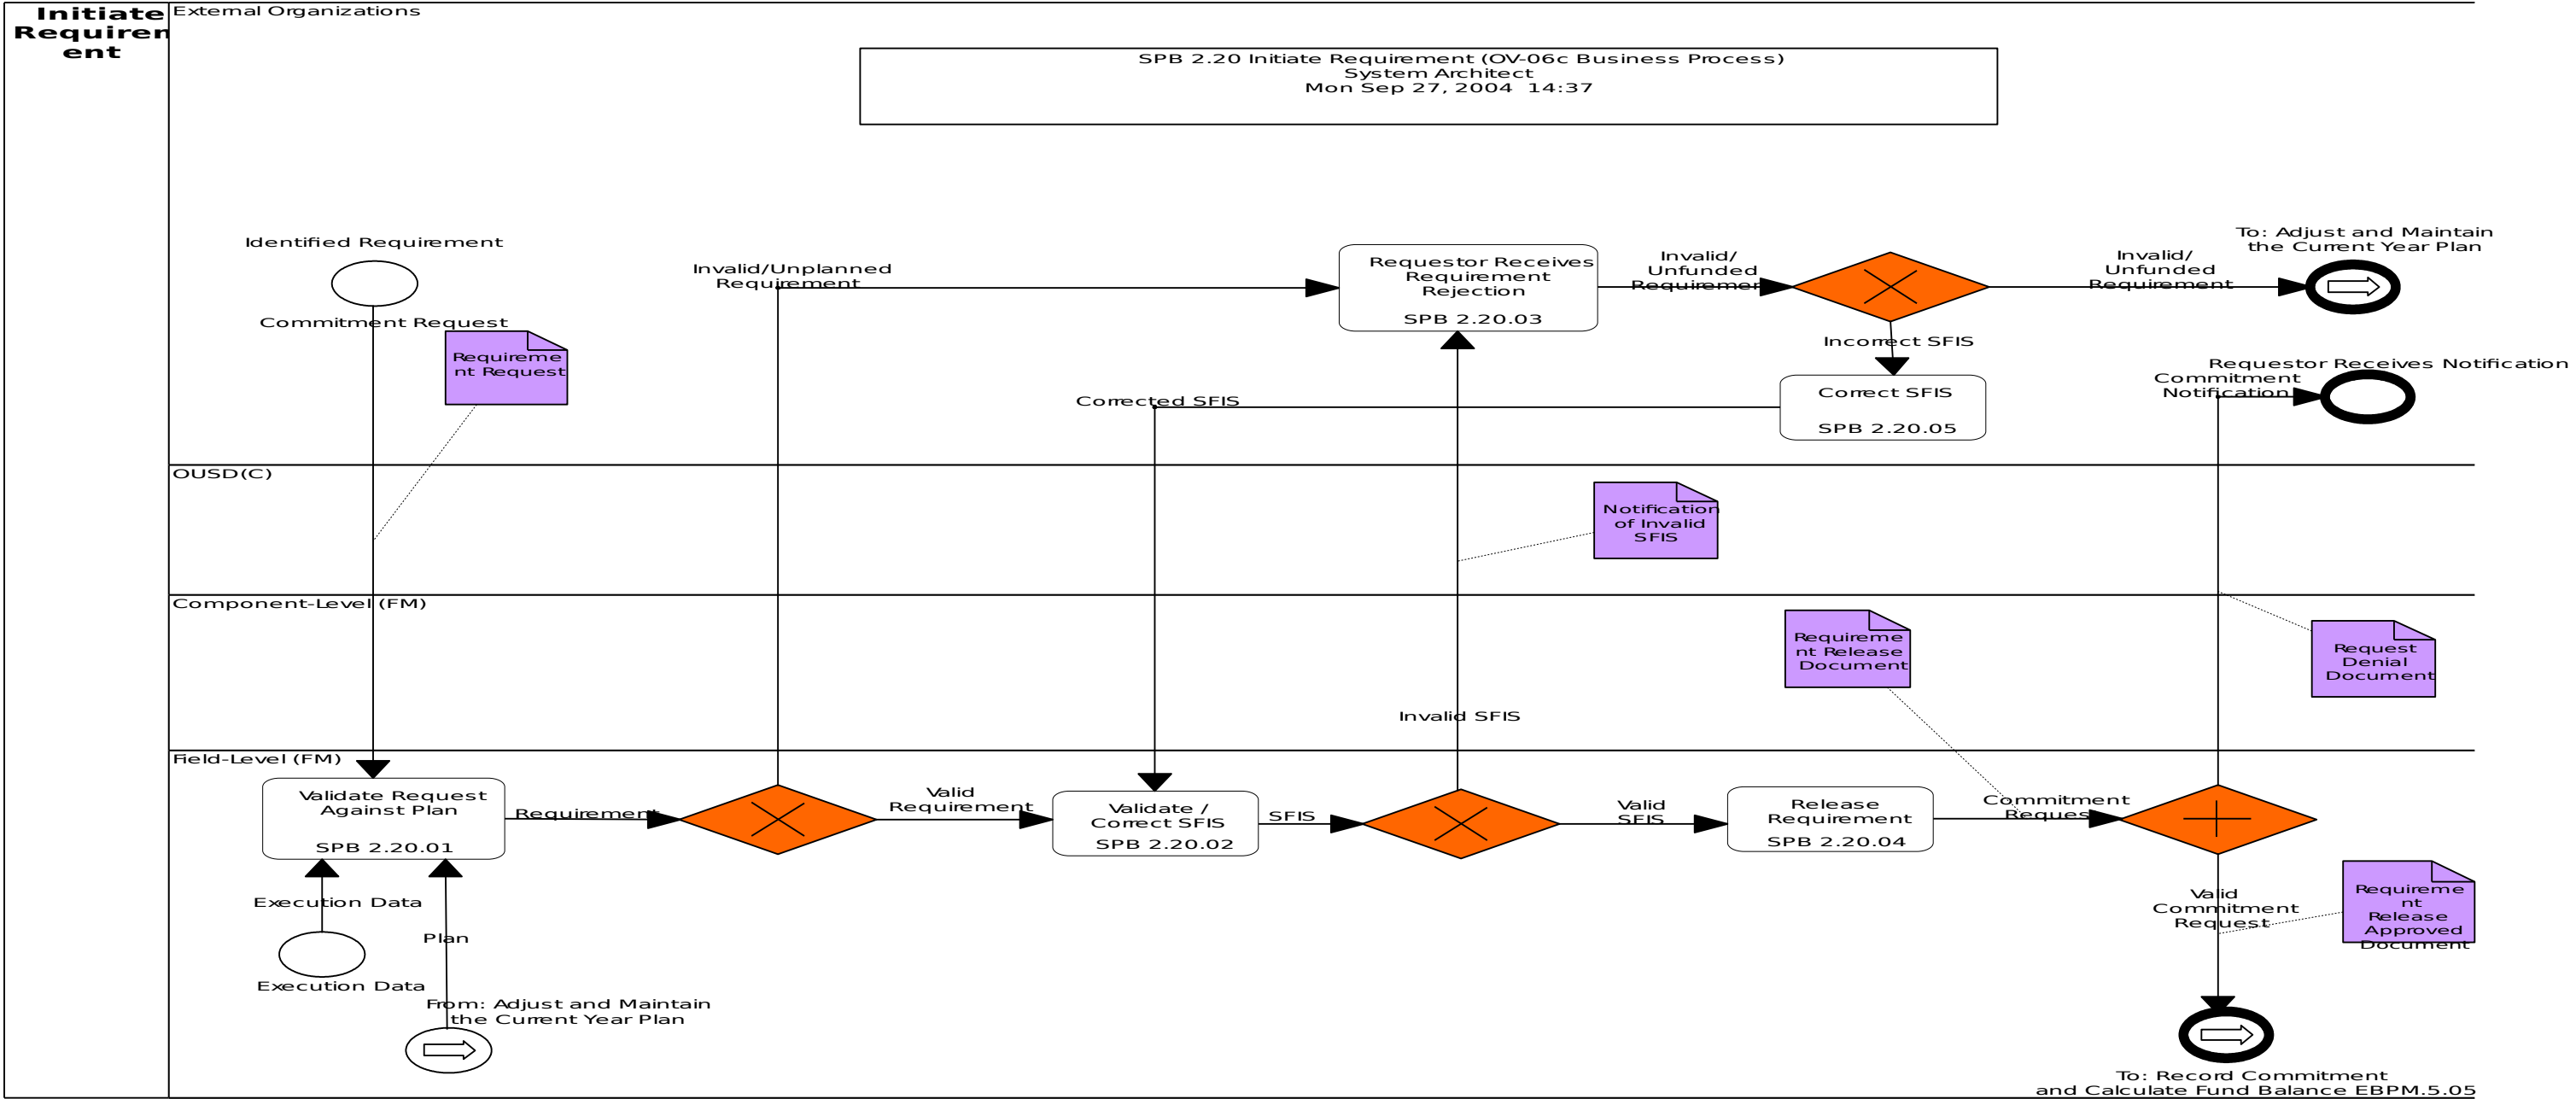 Initiate
Requirem
ent
External Organizations
SPB 2.20 Initiate Requirement (OV-06c Business Process)
System Architect
Mon Sep 27, 2004  14:37
Identified Requirement
Commitment Request
Requireme
nt Request
Invalid/Unplanned
Requirement
Requestor Receives
Requirement
Rejection
SPB 2.20.03
Invalid/
Unfunded
Requirement
Invalid/
Unfunded
Requirement
To: Adjust and Maintain
the Current Year Plan
Incorrect SFIS
Requestor Receives Notification
Commitment
Notification
Correct SFIS
SPB 2.20.05
Corrected SFIS
OUSD(C)
Notification
of Invalid
SFIS
Component-Level (FM)
Requireme
nt Release
Document
Request
Denial
Document
Invalid SFIS
Field-Level (FM)
Validate Request
Against Plan
SPB 2.20.01
Requirement
Valid
Requirement
Validate /
Correct SFIS
SPB 2.20.02
SFIS
Valid
SFIS
Release
Requirement
SPB 2.20.04
Commitment
Request
Execution Data
Plan
Execution Data
From: Adjust and Maintain
the Current Year Plan
Valid
Commitment
Request
Requireme
nt
Release
Approved
Document
To: Record Commitment
and Calculate Fund Balance EBPM.5.05